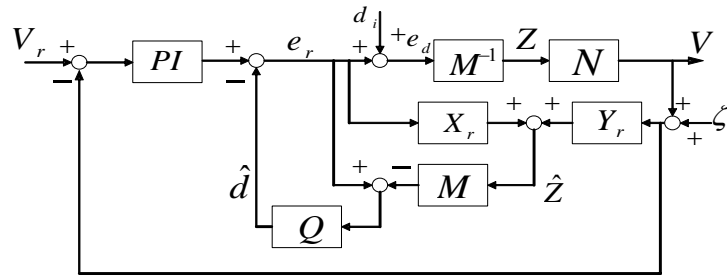 d_i
V_r + PI + e_r + +e_d M^{-1} Z N V
− −
X_r + + Y_r + + ζ
+ − M Ẑ
d̂ Q